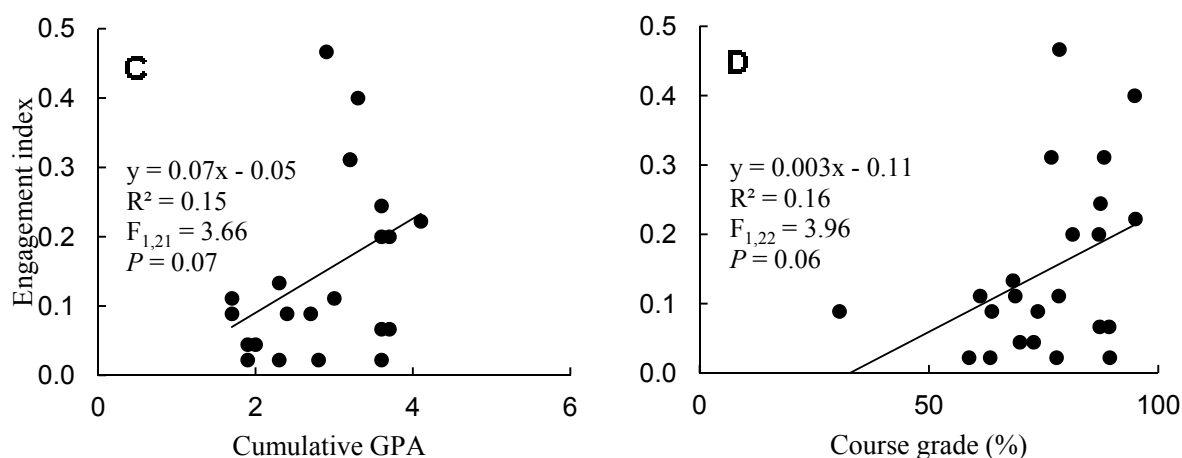 C
Engagement index
0.5
0.4
0.3
0.2
0.1
0.0
y = 0.07x - 0.05
R² = 0.15
F1,21 = 3.66
P = 0.07
0 2 4 6
Cumulative GPA
D
0.5
0.4
0.3
0.2
0.1
0.0
y = 0.003x - 0.11
R² = 0.16
F1,22 = 3.96
P = 0.06
0 50 100
Course grade (%)